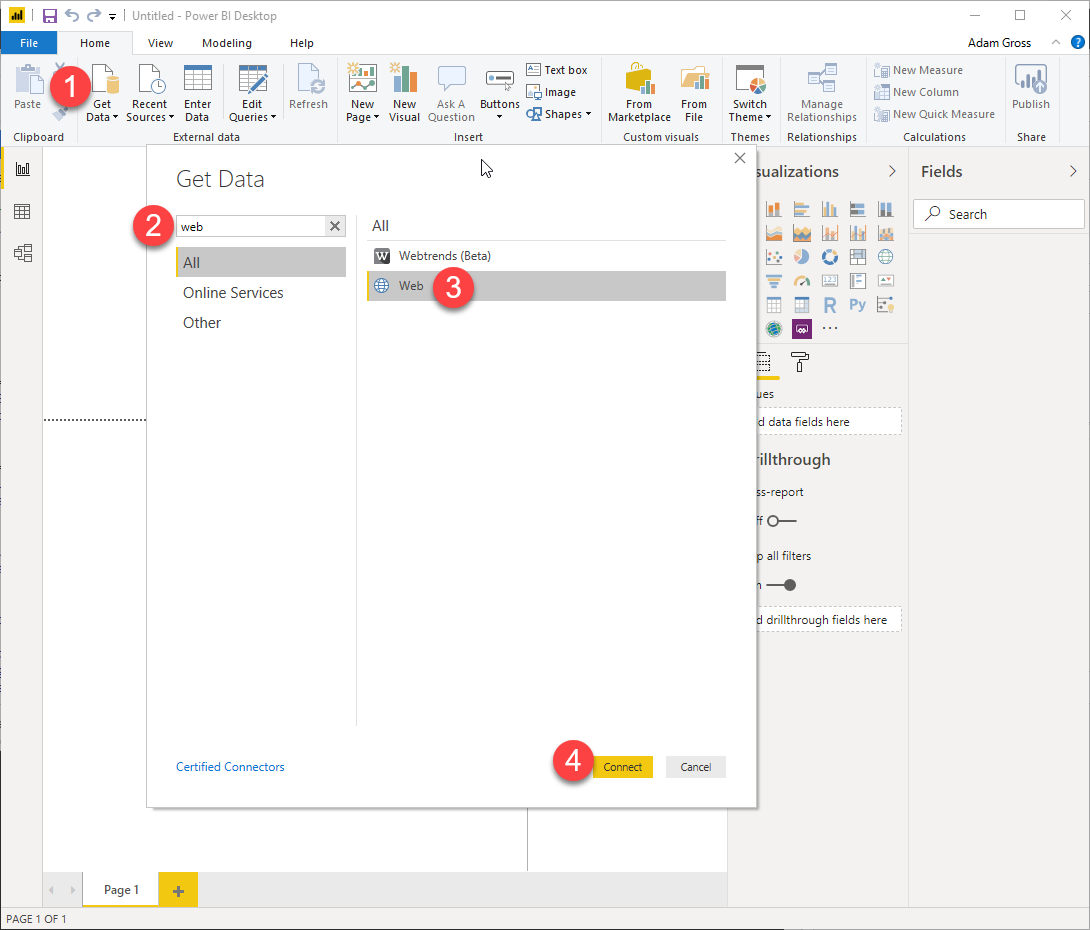 Untitled - Power BI Desktop
File
Home
View
Modeling
Help
Adam Gross
?
1
Paste
Get Data
Recent Sources
Enter Data
Edit Queries
Refresh
New Page
New Visual
Ask A Question
Buttons
Text box
Image
Shapes
From Marketplace
From File
Switch Theme
Manage Relationships
New Measure
New Column
New Quick Measure
Publish
Clipboard
External data
Insert
Custom visuals
Themes
Relationships
Calculations
Share
Get Data
2
web
All
Online Services
Other
All
W
Webtrends (Beta)
Web
3
Certified Connectors
4
Connect
Cancel
sualizations
123
R
Py
ues
d data fields here
rillthrough
ss-report
ff
p all filters
n
d drillthrough fields here
Fields
Search
Page 1
+
PAGE 1 OF 1